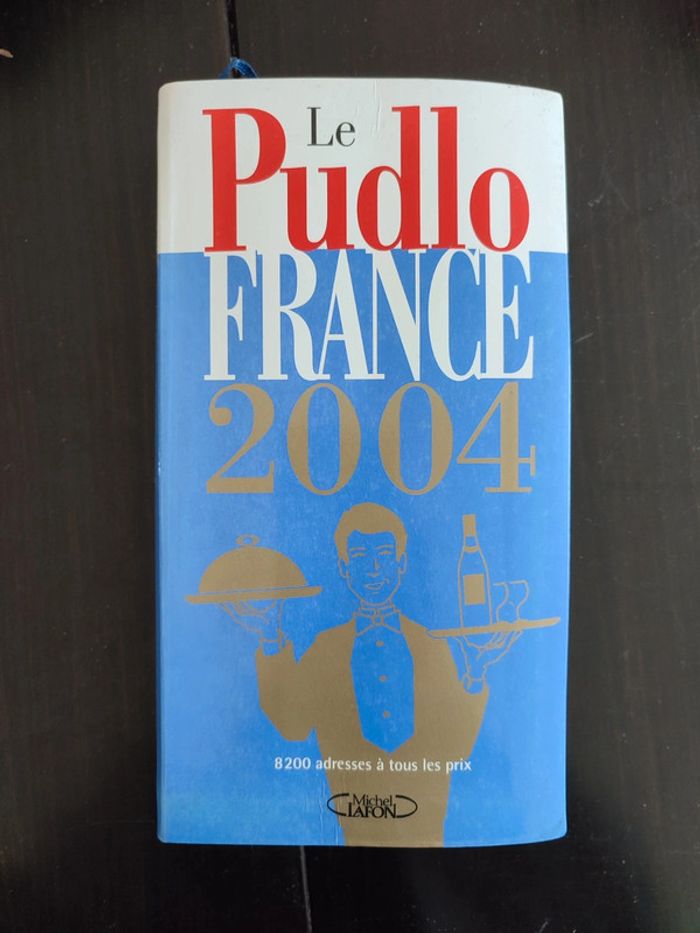 Le
Pudlo
FRANCE
2004
8200 adresses à tous les prix
Michel
LAFON